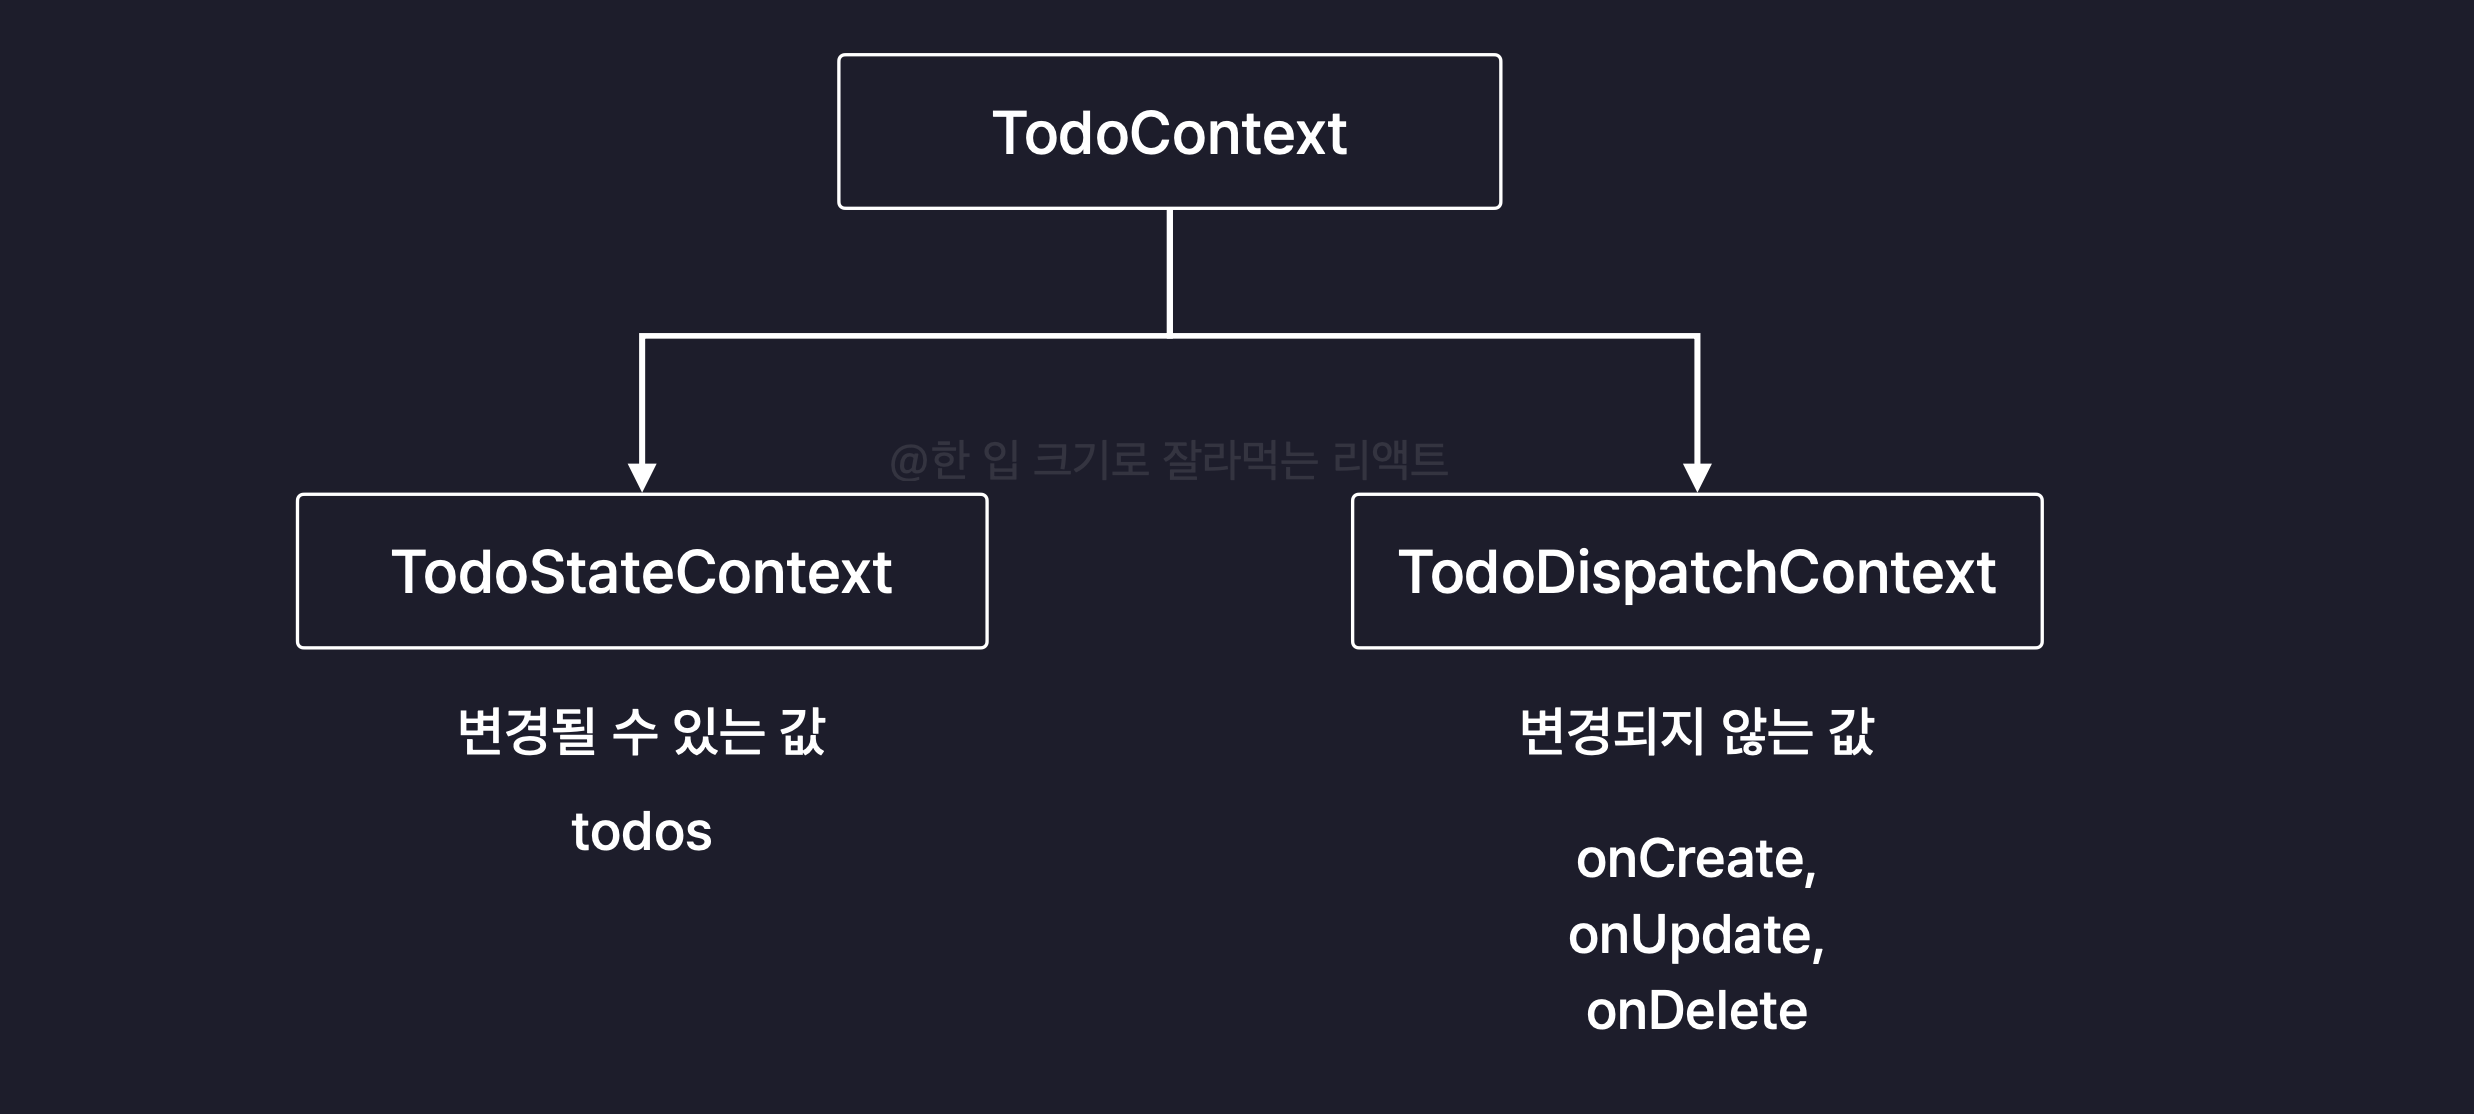 TodoContext
@한 입 크기로 잘라먹는 리액트
TodoStateContext
변경될 수 있는 값
todos
TodoDispatchContext
변경되지 않는 값
onCreate,
onUpdate,
onDelete